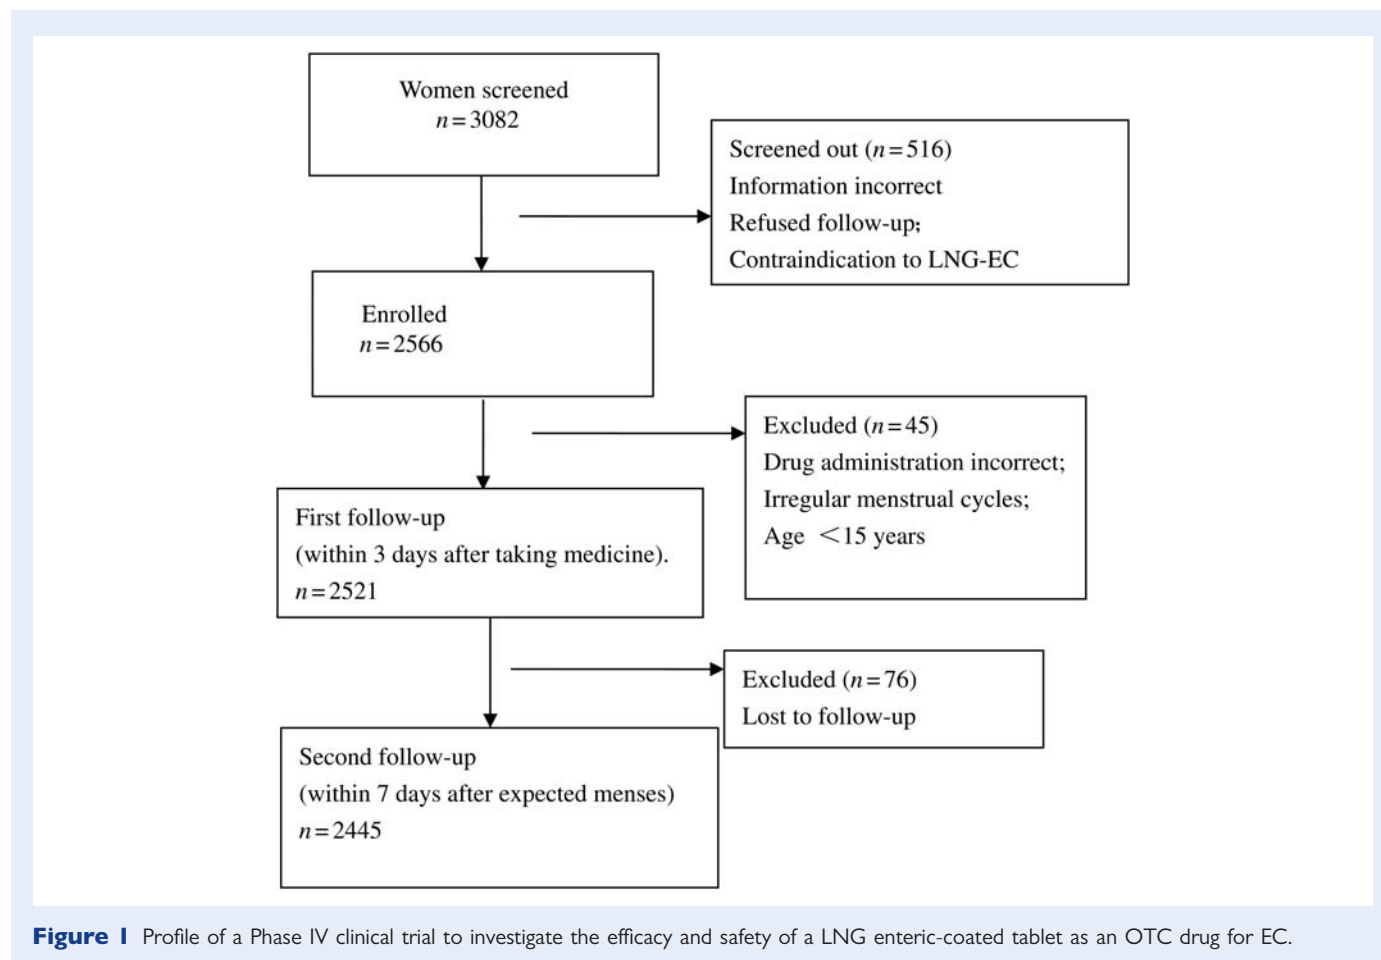 Women screened
n=3082
Screened out (n=516)
Information incorrect
Refused follow-up;
Contraindication to LNG-EC
Enrolled
n=2566
Excluded (n=45)
Drug administration incorrect;
Irregular menstrual cycles;
Age <15 years
First follow-up
(within 3 days after taking medicine).
n=2521
Excluded (n=76)
Lost to follow-up
Second follow-up
(within 7 days after expected menses)
n=2445
Figure 1 Profile of a Phase IV clinical trial to investigate the efficacy and safety of a LNG enteric-coated tablet as an OTC drug for EC.